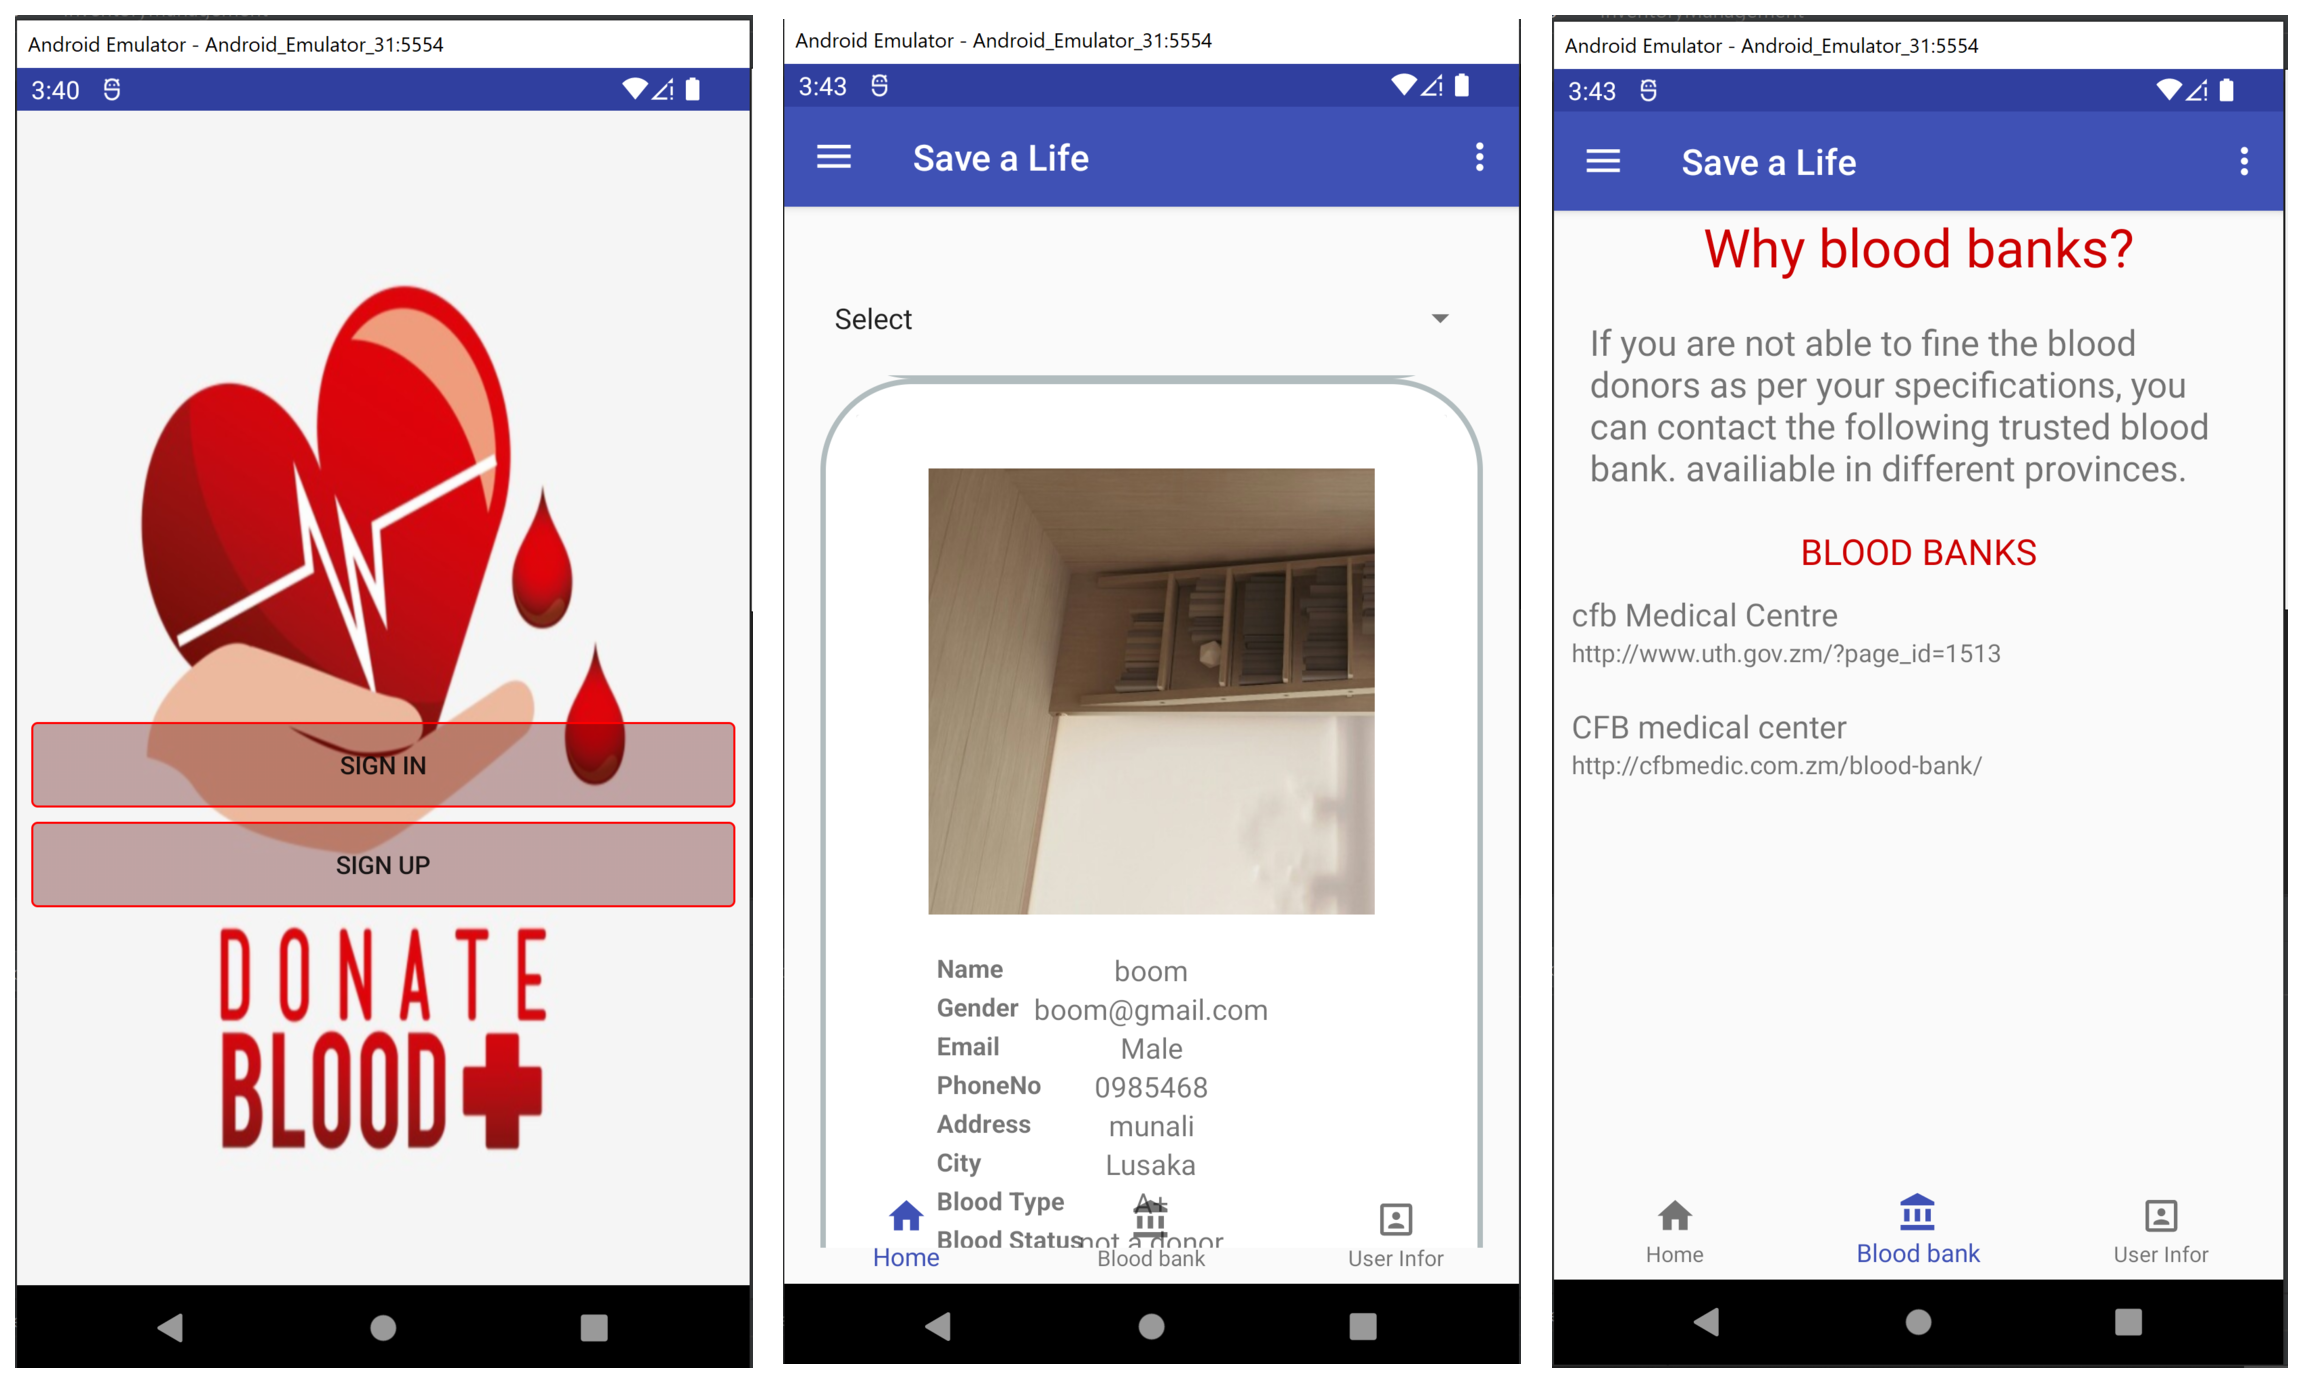 Android Emulator - Android_Emulator_31:5554
3:40
SIGN IN
SIGN UP
DONATE
BLOOD
Android Emulator - Android_Emulator_31:5554
3:43
Save a Life
Select
Name boom
Gender boom@gmail.com
Email Male
PhoneNo 0985468
Address munali
City Lusaka
Blood Type A+
Blood Status not a donor
Home Blood bank User Infor
Android Emulator - Android_Emulator_31:5554
3:43
Save a Life
Why blood banks?
If you are not able to fine the blood
donors as per your specifications, you
can contact the following trusted blood
bank. availiable in different provinces.
BLOOD BANKS
cfb Medical Centre
http://www.uth.gov.zm/?page_id=1513
CFB medical center
http://cfbmedic.com.zm/blood-bank/
Home Blood bank User Infor